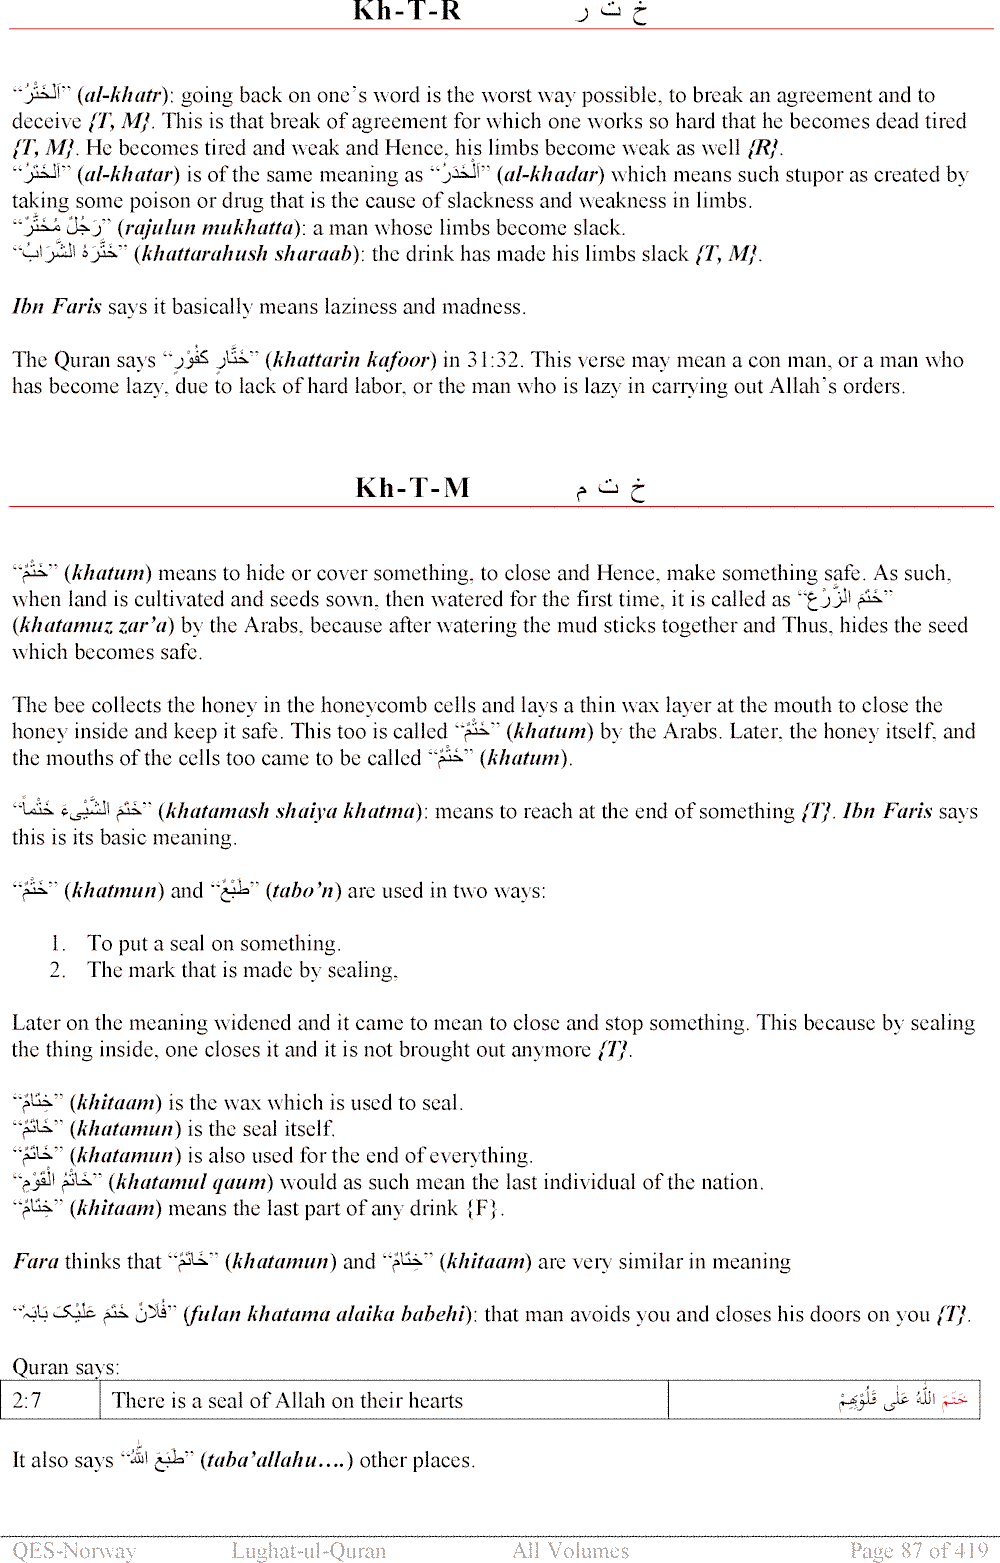 Kh-T-R خ ت ر
“اَلْخَتْرُ” (al-khatr): going back on one’s word is the worst way possible, to break an agreement and to
deceive {T, M}. This is that break of agreement for which one works so hard that he becomes dead tired
{T, M}. He becomes tired and weak and Hence, his limbs become weak as well {R}.
“اَلْخَتَرُ” (al-khatar) is of the same meaning as “اَلْخَدَرُ” (al-khadar) which means such stupor as created by
taking some poison or drug that is the cause of slackness and weakness in limbs.
“رَجُلٌ مُخَتَّرٌ” (rajulun mukhatta): a man whose limbs become slack.
“خَتَّرَهُ الشَّرَابُ” (khattarahush sharaab): the drink has made his limbs slack {T, M}.
Ibn Faris says it basically means laziness and madness.
The Quran says “خَتَّارٍ كَفُوْرٍ” (khattarin kafoor) in 31:32. This verse may mean a con man, or a man who
has become lazy, due to lack of hard labor, or the man who is lazy in carrying out Allah’s orders.
Kh-T-M خ ت م
“خَتْمٌ” (khatum) means to hide or cover something, to close and Hence, make something safe. As such,
when land is cultivated and seeds sown, then watered for the first time, it is called as “خَتَمَ الزَّرْعَ”
(khatamuz zar’a) by the Arabs, because after watering the mud sticks together and Thus, hides the seed
which becomes safe.
The bee collects the honey in the honeycomb cells and lays a thin wax layer at the mouth to close the
honey inside and keep it safe. This too is called “خَتْمٌ” (khatum) by the Arabs. Later, the honey itself, and
the mouths of the cells too came to be called “خَتْمٌ” (khatum).
“خَتَمَ الشَّیْیءَ خَتْماً” (khatamash shaiya khatma): means to reach at the end of something {T}. Ibn Faris says
this is its basic meaning.
“خَتْمٌ” (khatmun) and “طَبْعٌ” (tabo’n) are used in two ways:
1. To put a seal on something.
2. The mark that is made by sealing,
Later on the meaning widened and it came to mean to close and stop something. This because by sealing
the thing inside, one closes it and it is not brought out anymore {T}.
“خِتَامٌ” (khitaam) is the wax which is used to seal.
“خَاتَمٌ” (khatamun) is the seal itself.
“خَاتَمٌ” (khatamun) is also used for the end of everything.
“خَاتَمُ الْقَوْمِ” (khatamul qaum) would as such mean the last individual of the nation.
“خِتَامٌ” (khitaam) means the last part of any drink {F}.
Fara thinks that “خَاتَمٌ” (khatamun) and “خِتَامٌ” (khitaam) are very similar in meaning
“فُلَانٌ خَتَمَ عَلَيْکَ بَابَہٗ” (fulan khatama alaika babehi): that man avoids you and closes his doors on you {T}.
Quran says:
2:7 There is a seal of Allah on their hearts خَتَمَ اللّٰهُ عَلٰی قُلُوْبِهِمْ
It also says “طَبَعَ اللّٰهُ” (taba’allahu….) other places.
QES-Norway Lughat-ul-Quran All Volumes Page 87 of 419